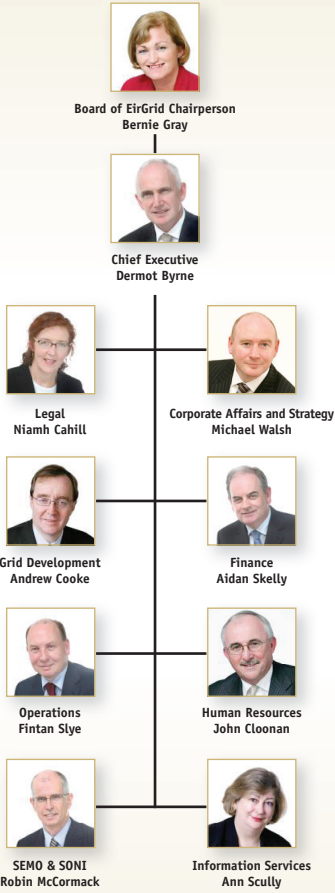 Board of EirGrid Chairperson
Bernie Gray
Chief Executive
Dermot Byrne
Legal
Niamh Cahill
Corporate Affairs and Strategy
Michael Walsh
Grid Development
Andrew Cooke
Finance
Aidan Skelly
Operations
Fintan Slye
Human Resources
John Cloonan
SEMO & SONI
Robin McCormack
Information Services
Ann Scully